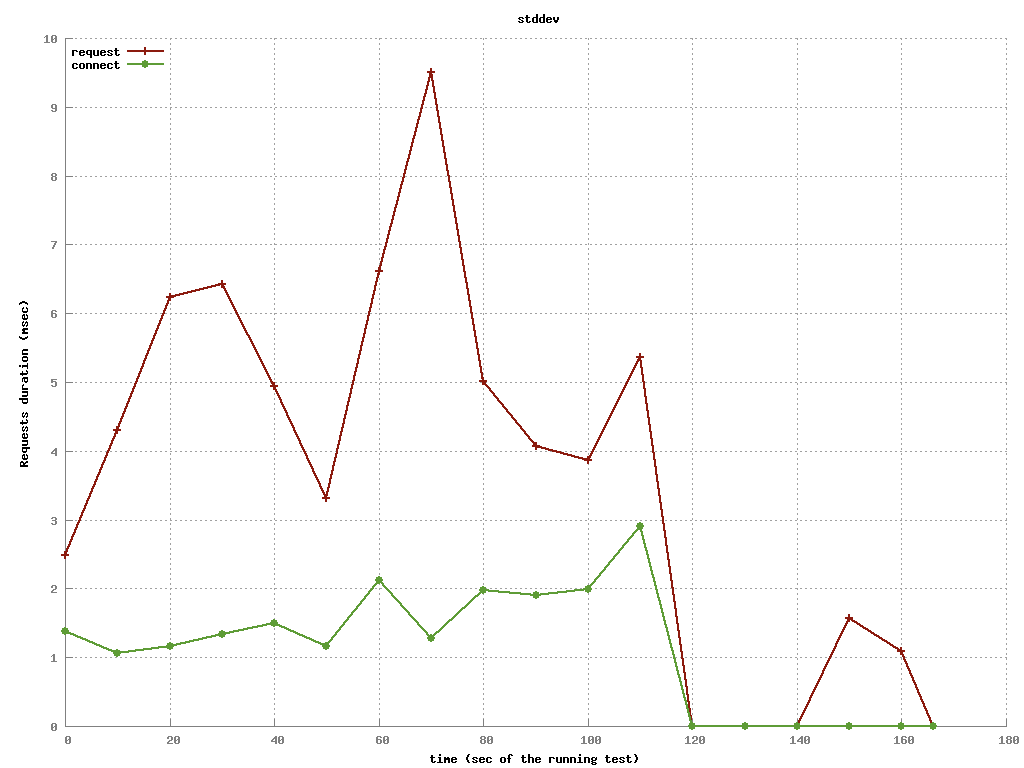 stddev
request
connect
10
9
8
7
6
5
4
3
2
1
0
Requests duration (msec)
0 20 40 60 80 100 120 140 160 180
time (sec of the running test)